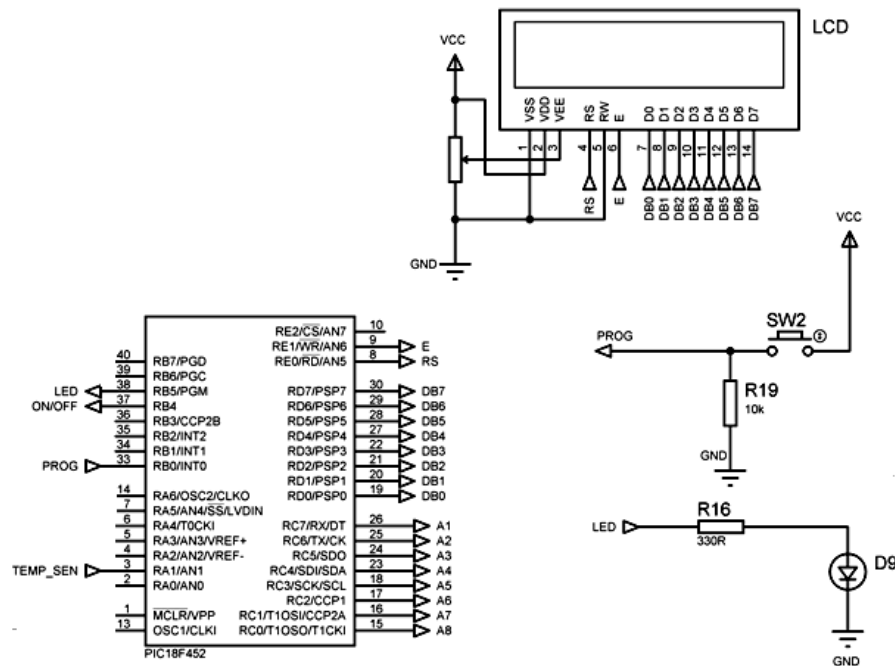 LCD
VCC
VSS
VDD
VEE
RS
RW
E
D0
D1
D2
D3
D4
D5
D6
D7
1
2
3
4
5
6
7
8
9
10
11
12
13
14
RS
E
DB0
DB1
DB2
DB3
DB4
DB5
DB6
DB7
GND
VCC
SW2
PROG
R19
10k
GND
LED
R16
330R
D9
GND
40 RB7/PGD
39 RB6/PGC
LED 38 RB5/PGM
ON/OFF 37 RB4
36 RB3/CCP2B
35 RB2/INT2
34 RB1/INT1
PROG 33 RB0/INT0
14 RA6/OSC2/CLKO
7 RA5/AN4/SS/LVDIN
6 RA4/T0CKI
5 RA3/AN3/VREF+
4 RA2/AN2/VREF-
TEMP_SEN 3 RA1/AN1
2 RA0/AN0
1 MCLR/VPP
13 OSC1/CLKI
RE2/CS/AN7 10
RE1/WR/AN6 9 E
RE0/RD/AN5 8 RS
RD7/PSP7 30 DB7
RD6/PSP6 29 DB6
RD5/PSP5 28 DB5
RD4/PSP4 27 DB4
RD3/PSP3 22 DB3
RD2/PSP2 21 DB2
RD1/PSP1 20 DB1
RD0/PSP0 19 DB0
RC7/RX/DT 26 A1
RC6/TX/CK 25 A2
RC5/SDO 24 A3
RC4/SDI/SDA 23 A4
RC3/SCK/SCL 18 A5
RC2/CCP1 17 A6
RC1/T1OSI/CCP2A 16 A7
RC0/T1OSO/T1CKI 15 A8
PIC18F452